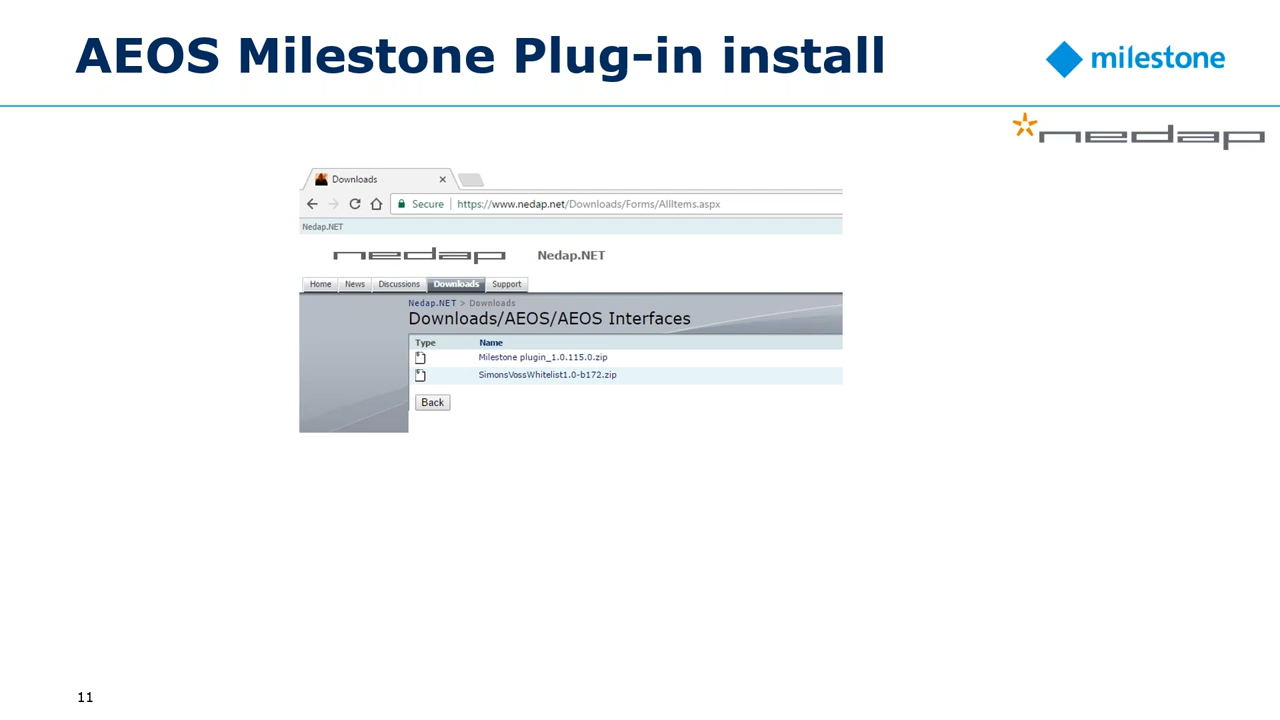 AEOS Milestone Plug-in install
milestone
nedap
Downloads
Secure | https://www.nedap.net/Downloads/Forms/AllItems.aspx
Nedap.NET
nedap Nedap.NET
Home News Discussions Downloads Support
Nedap.NET > Downloads
Downloads/AEOS/AEOS Interfaces
Type Name
Milestone plugin_1.0.115.0.zip
SimonsVossWhitelist1.0-b172.zip
Back
11